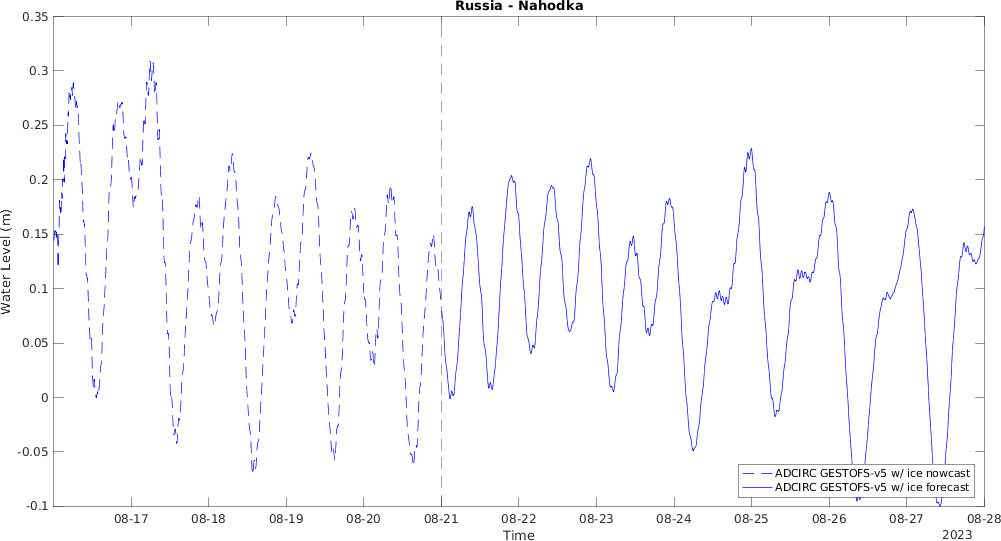 Russia - Nahodka
0.35
0.3
0.25
0.2
0.15
0.1
0.05
0
-0.05
-0.1
Water Level (m)
ADCIRC GESTOFS-v5 w/ ice nowcast
ADCIRC GESTOFS-v5 w/ ice forecast
08-17 08-18 08-19 08-20 08-21 08-22 08-23 08-24 08-25 08-26 08-27 08-28
Time
2023